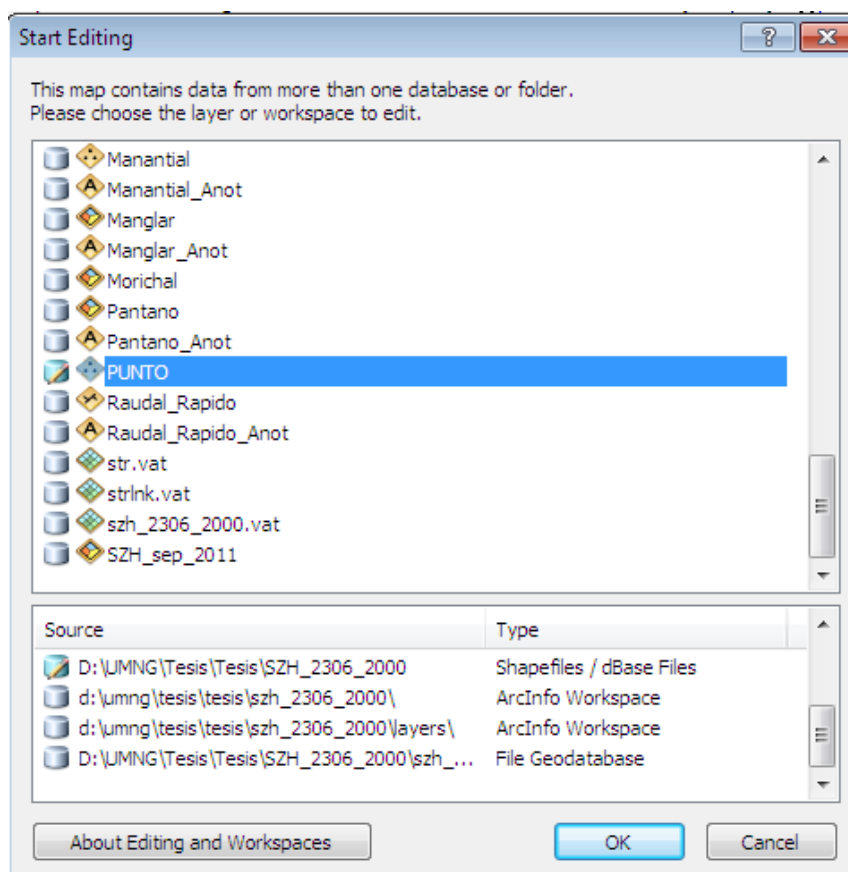 Start Editing
This map contains data from more than one database or folder.
Please choose the layer or workspace to edit.
Manantial
Manantial_Anot
Manglar
Manglar_Anot
Morichal
Pantano
Pantano_Anot
PUNTO
Raudal_Rapido
Raudal_Rapido_Anot
str.vat
strlnk.vat
szh_2306_2000.vat
SZH_sep_2011
Source Type
D:\UMNG\Tesis\Tesis\SZH_2306_2000 Shapefiles / dBase Files
d:\umng\tesis\tesis\szh_2306_2000\ ArcInfo Workspace
d:\umng\tesis\tesis\szh_2306_2000\layers\ ArcInfo Workspace
D:\UMNG\Tesis\Tesis\SZH_2306_2000\szh_... File Geodatabase
About Editing and Workspaces OK Cancel